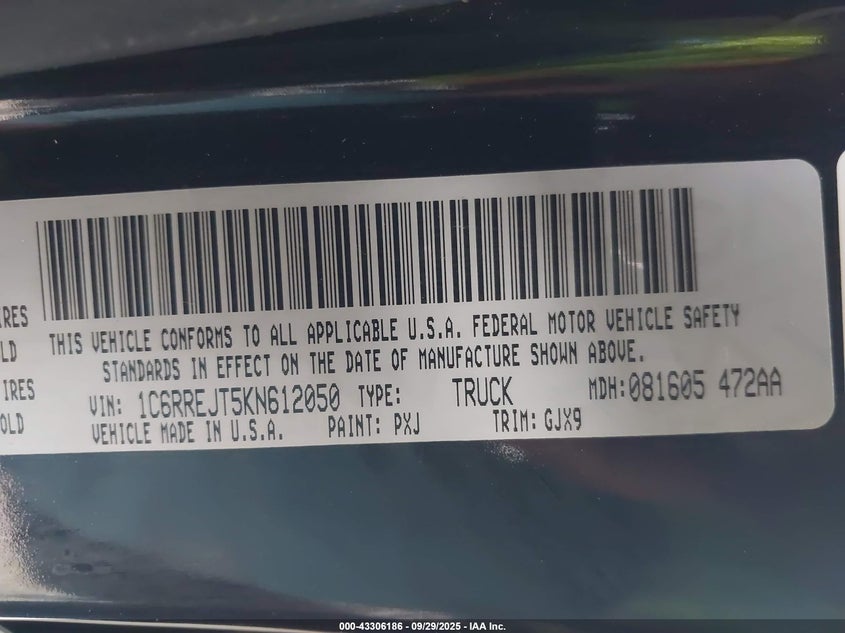 IRES
OLD
IRES
OLD
THIS VEHICLE CONFORMS TO ALL APPLICABLE U.S.A. FEDERAL MOTOR VEHICLE SAFETY
STANDARDS IN EFFECT ON THE DATE OF MANUFACTURE SHOWN ABOVE.
VIN: 1C6RREJT5KN612050 TYPE: TRUCK MDH:081605 472AA
VEHICLE MADE IN U.S.A. PAINT: PXJ TRIM: GJX9
000-43306186 - 09/29/2025 - IAA Inc.